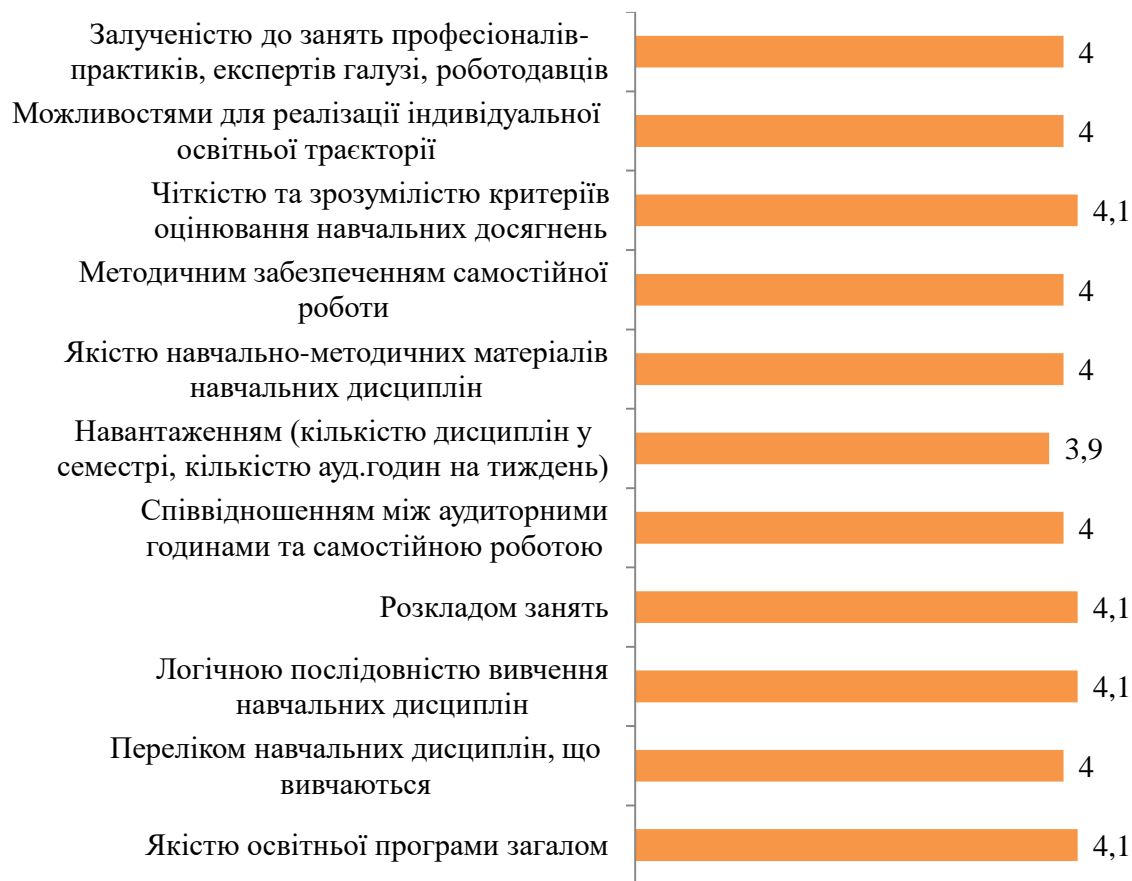 Залученістю до занять професіоналів-
практиків, експертів галузі, роботодавців
4
Можливостями для реалізації індивідуальної
освітньої траєкторії
4
Чіткістю та зрозумілістю критеріїв
оцінювання навчальних досягнень
4,1
Методичним забезпеченням самостійної
роботи
4
Якістю навчально-методичних матеріалів
навчальних дисциплін
4
Навантаженням (кількістю дисциплін у
семестрі, кількістю ауд.годин на тиждень)
3,9
Співвідношенням між аудиторними
годинами та самостійною роботою
4
Розкладом занять
4,1
Логічною послідовністю вивчення
навчальних дисциплін
4,1
Переліком навчальних дисциплін, що
вивчаються
4
Якістю освітньої програми загалом
4,1